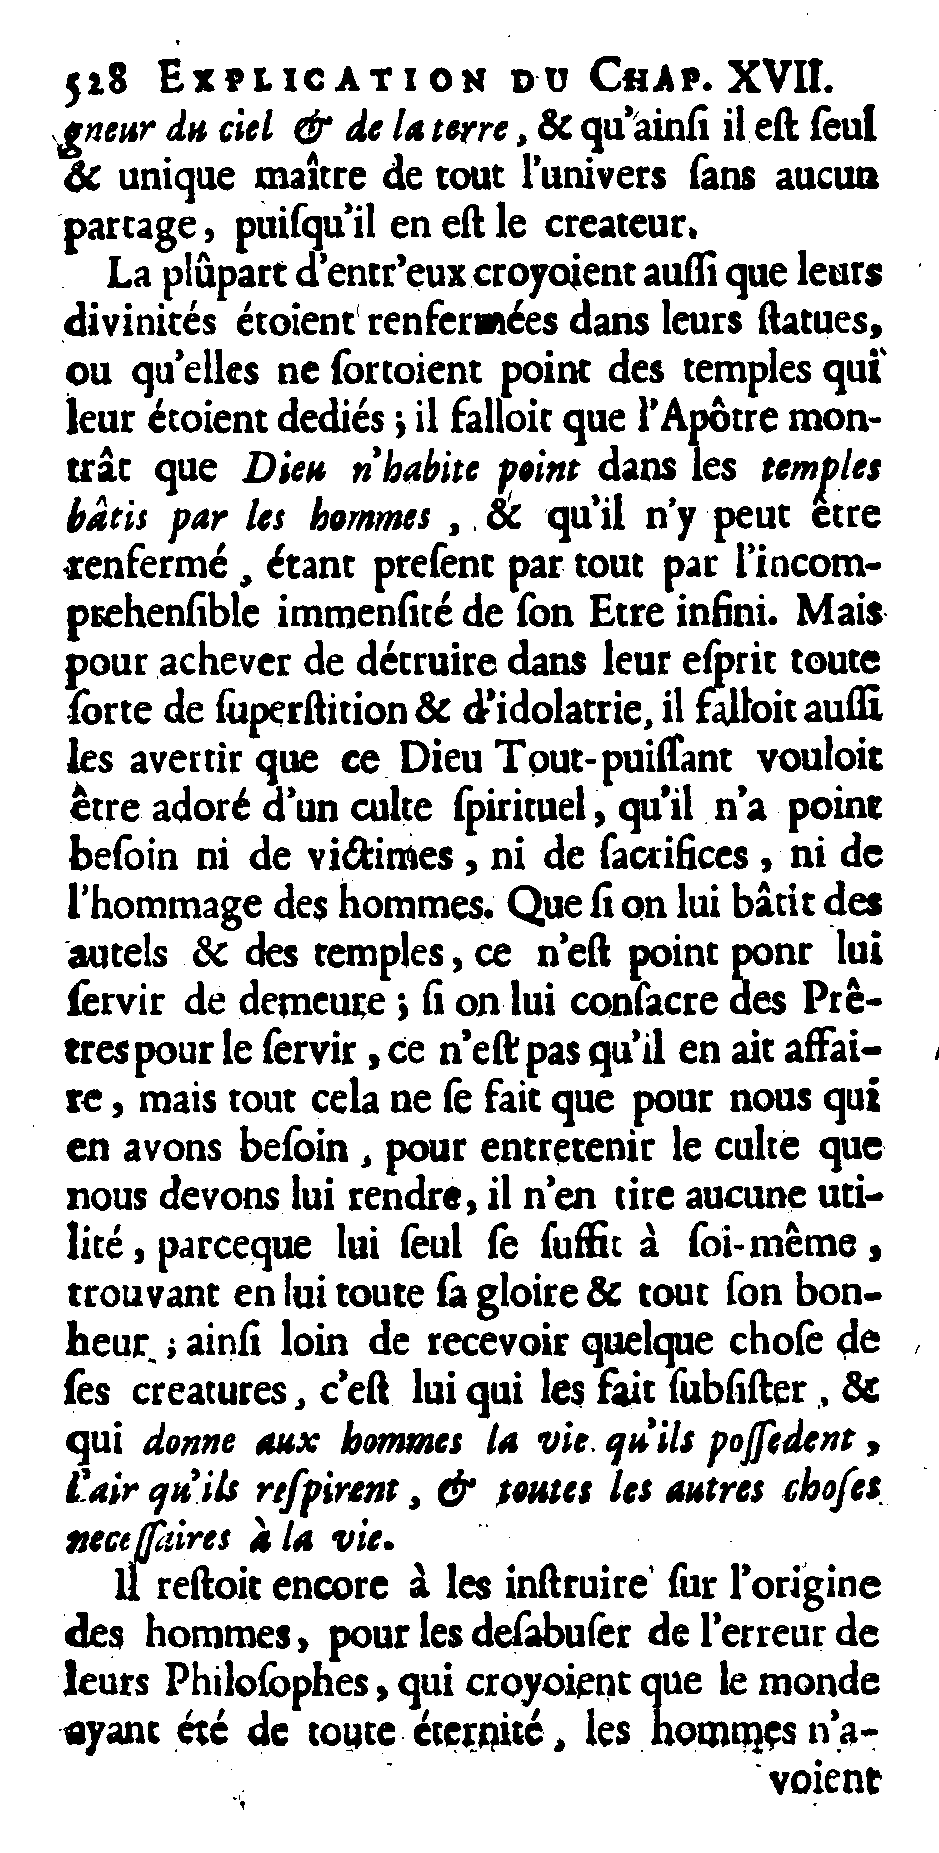 528 EXPLICATION DU CHAP. XVII.
gneur du ciel & de la terre, & qu'ainſi il eſt ſeul
& unique maître de tout l'univers ſans aucun
partage, puiſqu'il en eſt le createur.
La plûpart d'entr'eux croyoient auſſi que leurs
divinités étoient renfermées dans leurs ſtatues,
ou qu'elles ne ſortoient point des temples qui
leur étoient dediés ; il falloit que l'Apôtre mon-
trât que Dieu n'habite point dans les temples
bâtis par les hommes, & qu'il n'y peut être
renfermé, étant preſent par tout par l'incom-
prehenſible immenſité de ſon Etre infini. Mais
pour achever de détruire dans leur eſprit toute
ſorte de ſuperſtition & d'idolatrie, il falloit auſſi
les avertir que ce Dieu Tout-puiſſant vouloit
être adoré d'un culte ſpirituel, qu'il n'a point
beſoin ni de victimes, ni de ſacrifices, ni de
l'hommage des hommes. Que ſi on lui bâtit des
autels & des temples, ce n'eſt point ponr lui
ſervir de demeure ; ſi on lui conſacre des Prê-
tres pour le ſervir, ce n'eſt pas qu'il en ait affai-
re, mais tout cela ne ſe fait que pour nous qui
en avons beſoin, pour entretenir le culte que
nous devons lui rendre, il n'en tire aucune uti-
lité, parceque lui ſeul ſe ſuffit à ſoi-même,
trouvant en lui toute ſa gloire & tout ſon bon-
heur ; ainſi loin de recevoir quelque choſe de
ſes creatures, c'eſt lui qui les fait ſubſiſter, &
qui donne aux hommes la vie qu'ils poſſedent,
l'air qu'ils reſpirent, & toutes les autres choſes
neceſſaires à la vie.
Il reſtoit encore à les inſtruire ſur l'origine
des hommes, pour les deſabuſer de l'erreur de
leurs Philoſophes, qui croyoient que le monde
ayant été de toute éternité, les hommes n'a-
voient